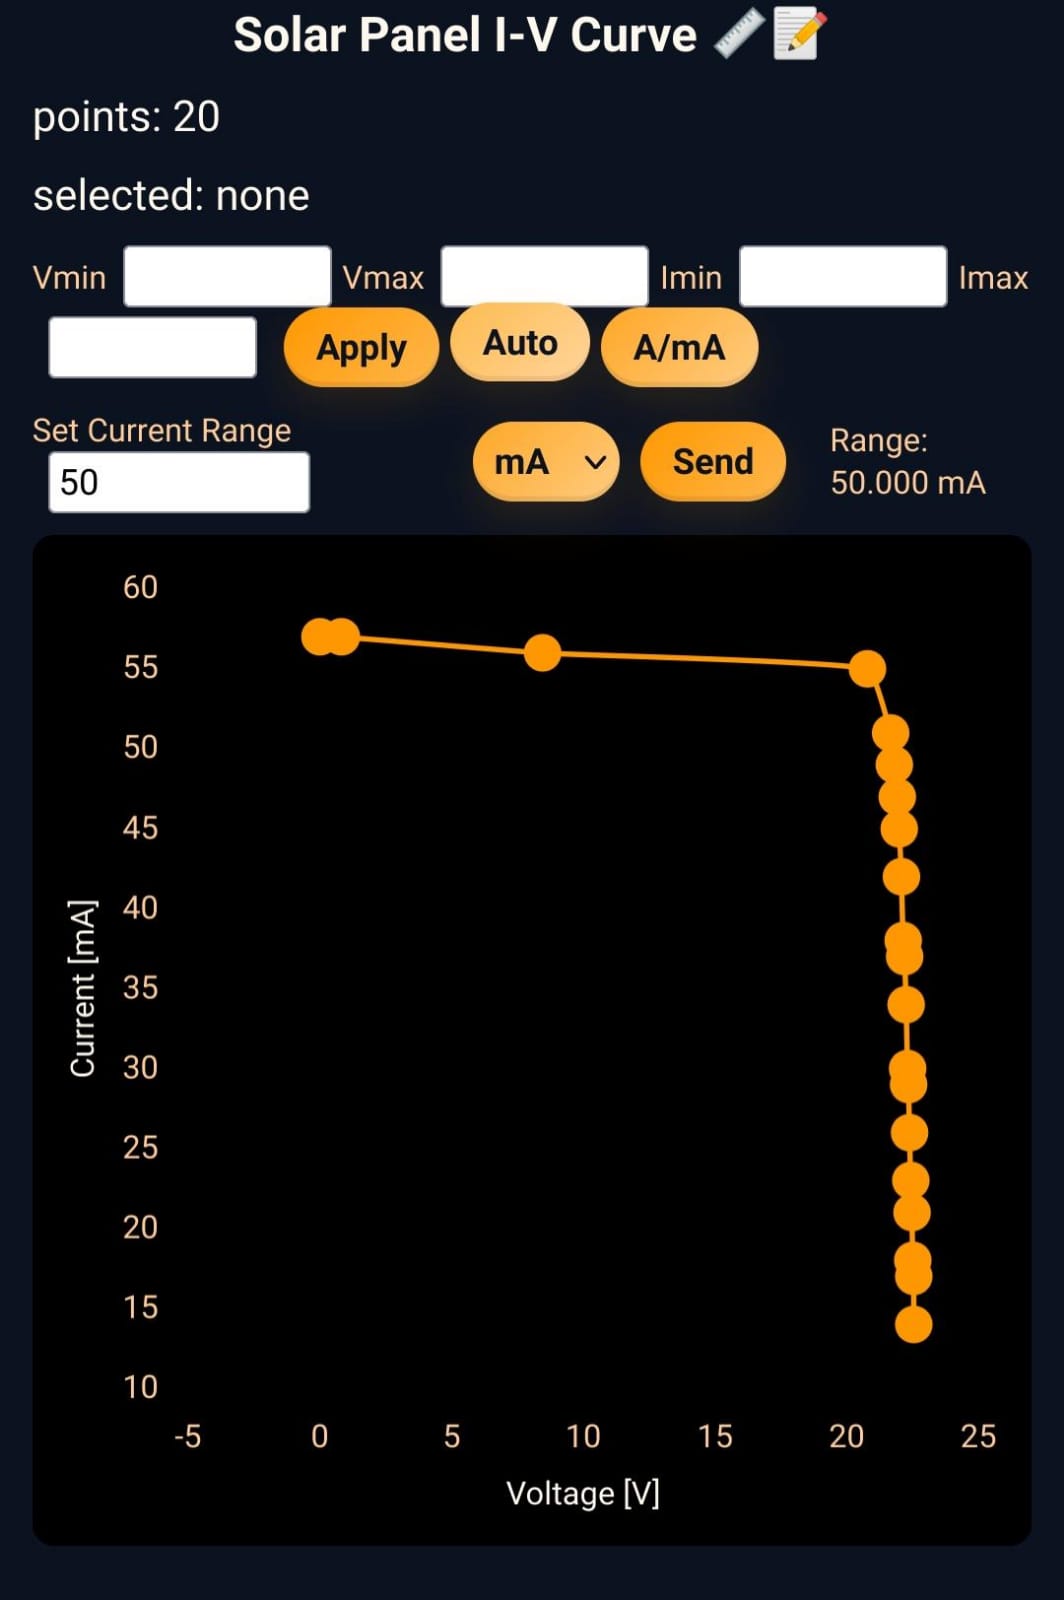 Solar Panel I-V Curve 📏📝
points: 20
selected: none
Vmin Vmax Imin Imax
Apply Auto A/mA
Set Current Range
50 mA Send Range: 50.000 mA
60
55
50
45
40
35
30
25
20
15
10
Current [mA]
-5 0 5 10 15 20 25
Voltage [V]